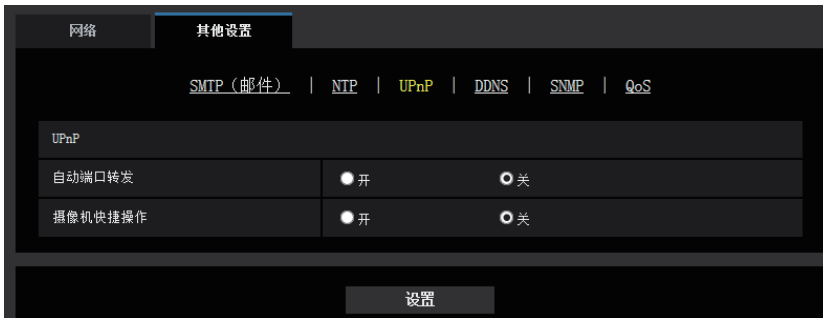 网络 其他设置
SMTP（邮件） | NTP | UPnP | DDNS | SNMP | QoS
UPnP
自动端口转发 开 关
摄像机快捷操作 开 关
设置